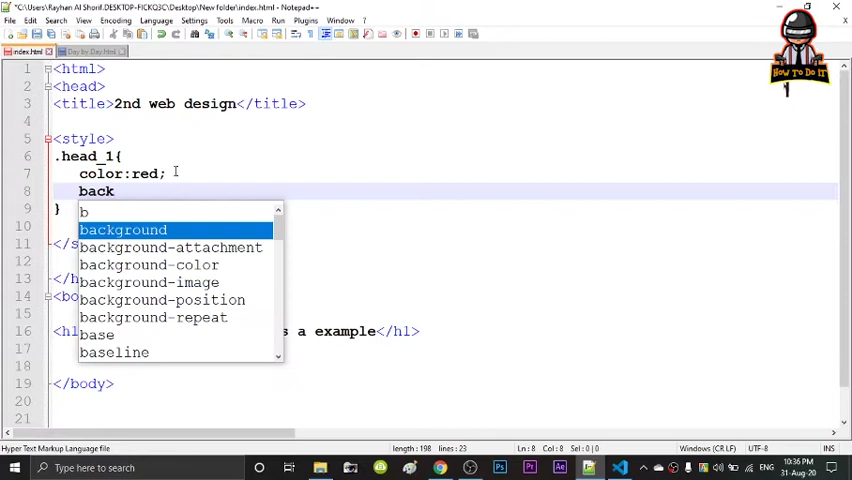 *C:\Users\Rayhan Al Shorif.DESKTOP-FICKQ3C\Desktop\New folder\index.html - Notepad++
File Edit Search View Encoding Language Settings Tools Macro Run Plugins Window ?
index.html Day by Day.html
HOW TO DO IT
1 <html>
2 <head>
3 <title>2nd web design</title>
4
5 <style>
6 .head_1{
7 color:red;
8 back
9 }
b
background
10
background-attachment
11 </s
background-color
12
background-image
13 </h
background-position
14 <bo
background-repeat
15
base
16 <h1 s a example</h1>
baseline
17
18
19 </body>
20
21
Hyper Text Markup Language file length : 198 lines : 23 Ln : 8 Col : 8 Sel : 0 | 0 Windows (CR LF) UTF-8 INS
Type here to search Ps Pr Ae ENG 10:36 PM
31-Aug-20